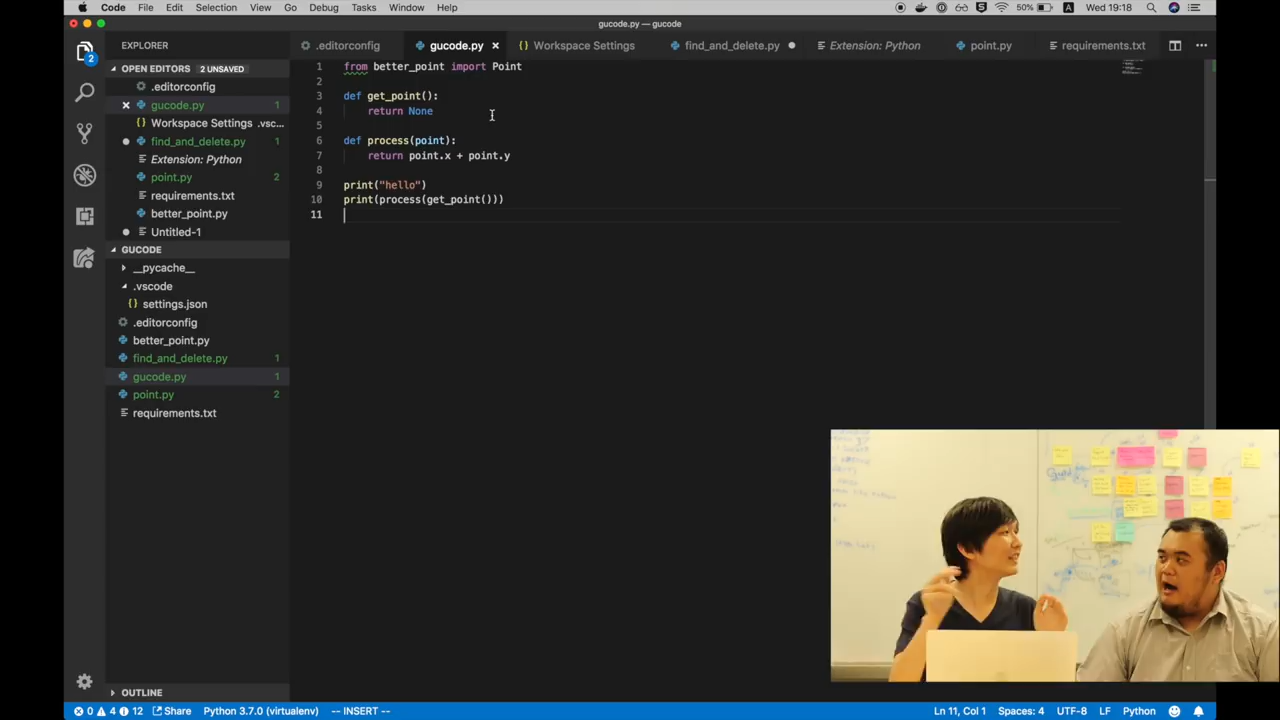 Code File Edit Selection View Go Debug Tasks Window Help 50% A Wed 19:18
gucode.py — gucode
EXPLORER
.editorconfig gucode.py × {} Workspace Settings find_and_delete.py Extension: Python point.py requirements.txt
2
OPEN EDITORS 2 UNSAVED
.editorconfig
gucode.py 1
{} Workspace Settings .vsc...
find_and_delete.py 1
Extension: Python
point.py 2
requirements.txt
better_point.py
Untitled-1
GUCODE
__pycache__
.vscode
{} settings.json
.editorconfig
better_point.py
find_and_delete.py 1
gucode.py 1
point.py 2
requirements.txt
OUTLINE
1 from better_point import Point
2
3 def get_point():
4 return None
5
6 def process(point):
7 return point.x + point.y
8
9 print("hello")
10 print(process(get_point()))
11
0 4 12 Share Python 3.7.0 (virtualenv) -- INSERT -- Ln 11, Col 1 Spaces: 4 UTF-8 LF Python